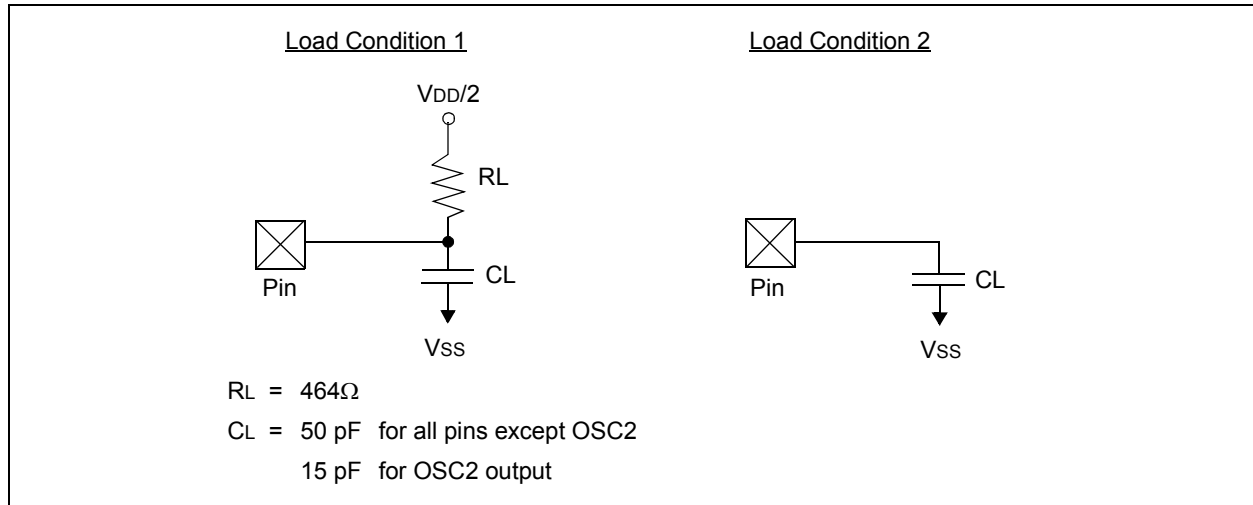 Load Condition 1
Load Condition 2
VDD/2
RL
Pin
CL
VSS
Pin
CL
VSS
RL = 464Ω
CL = 50 pF for all pins except OSC2
15 pF for OSC2 output